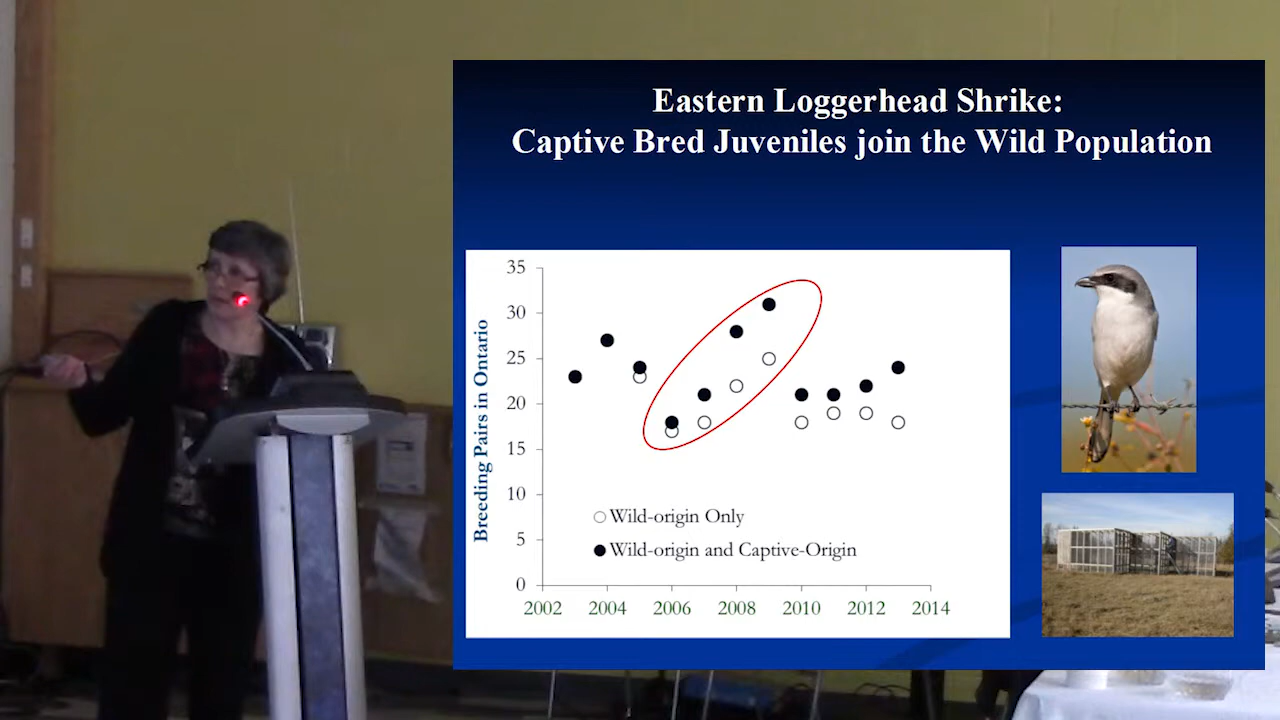 Eastern Loggerhead Shrike:
Captive Bred Juveniles join the Wild Population
35
30
25
20
15
10
5
0
Breeding Pairs in Ontario
Wild-origin Only
Wild-origin and Captive-Origin
2002 2004 2006 2008 2010 2012 2014